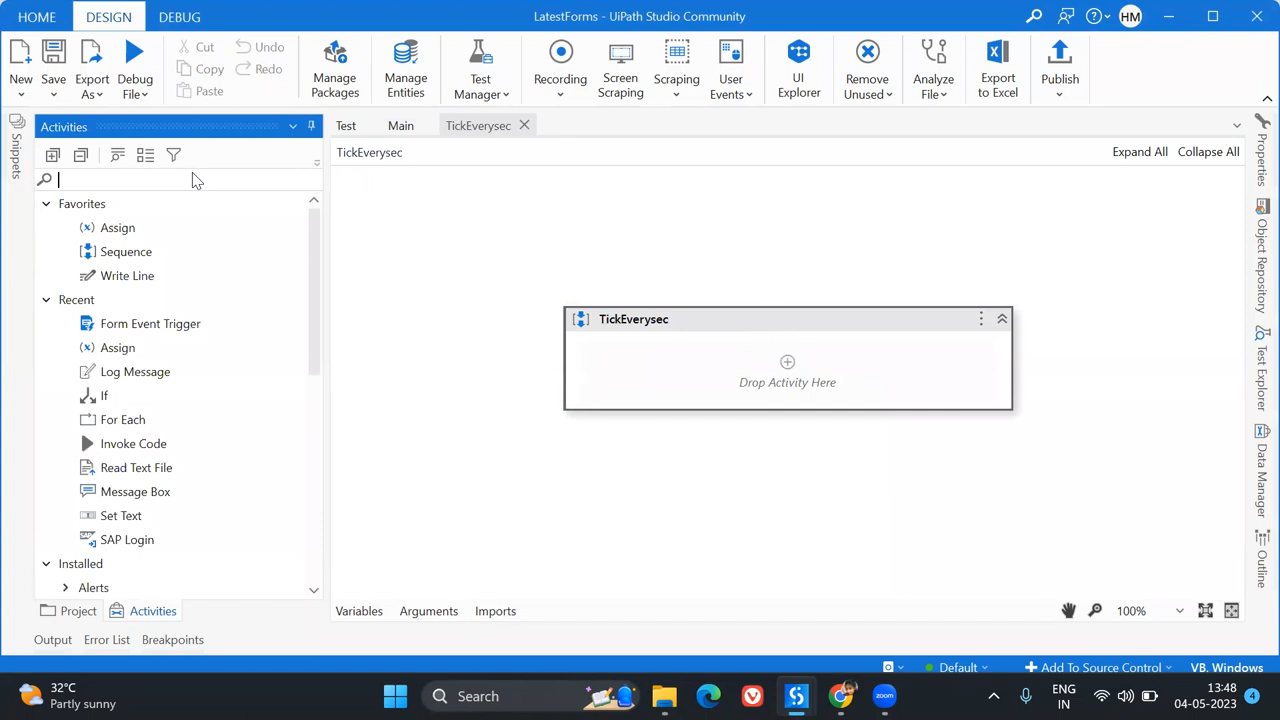 HOME DESIGN DEBUG LatestForms - UiPath Studio Community HM
New Save Export As Debug File Cut Copy Paste Undo Redo Manage Packages Manage Entities Test Manager Recording Screen Scraping Scraping User Events UI Explorer Remove Unused Analyze File Export to Excel Publish
Snippets
Activities
Favorites
Assign
Sequence
Write Line
Recent
Form Event Trigger
Assign
Log Message
If
For Each
Invoke Code
Read Text File
Message Box
Set Text
SAP Login
Installed
Alerts
Project Activities
Test Main TickEverysec
TickEverysec Expand All Collapse All
TickEverysec
Drop Activity Here
Variables Arguments Imports 100%
Properties
Object Repository
Test Explorer
Data Manager
Outline
Output Error List Breakpoints
Default Add To Source Control VB, Windows
32°C
Partly sunny
Search
zoom
ENG
IN
13:48
04-05-2023
4